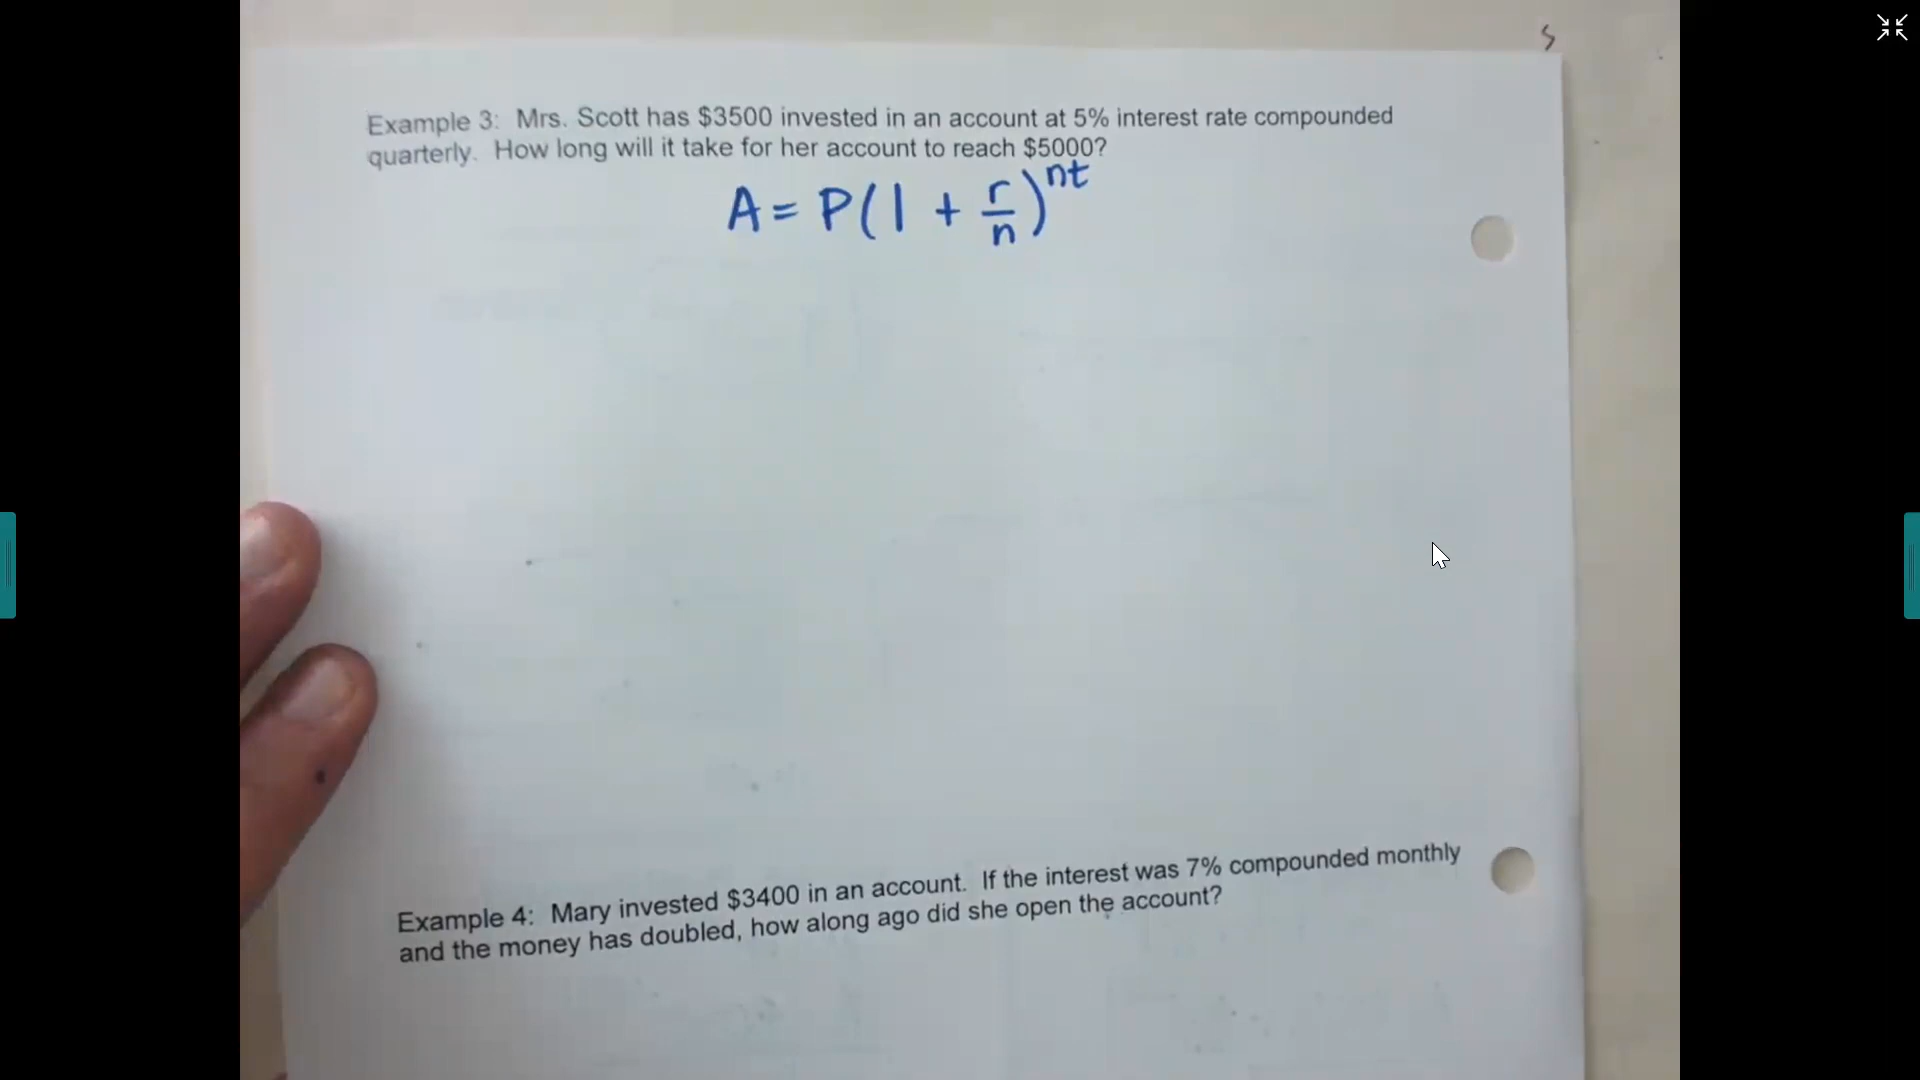 Example 3: Mrs. Scott has $3500 invested in an account at 5% interest rate compounded
quarterly. How long will it take for her account to reach $5000?
A = P(1 + r/n)^nt
Example 4: Mary invested $3400 in an account. If the interest was 7% compounded monthly
and the money has doubled, how along ago did she open the account?